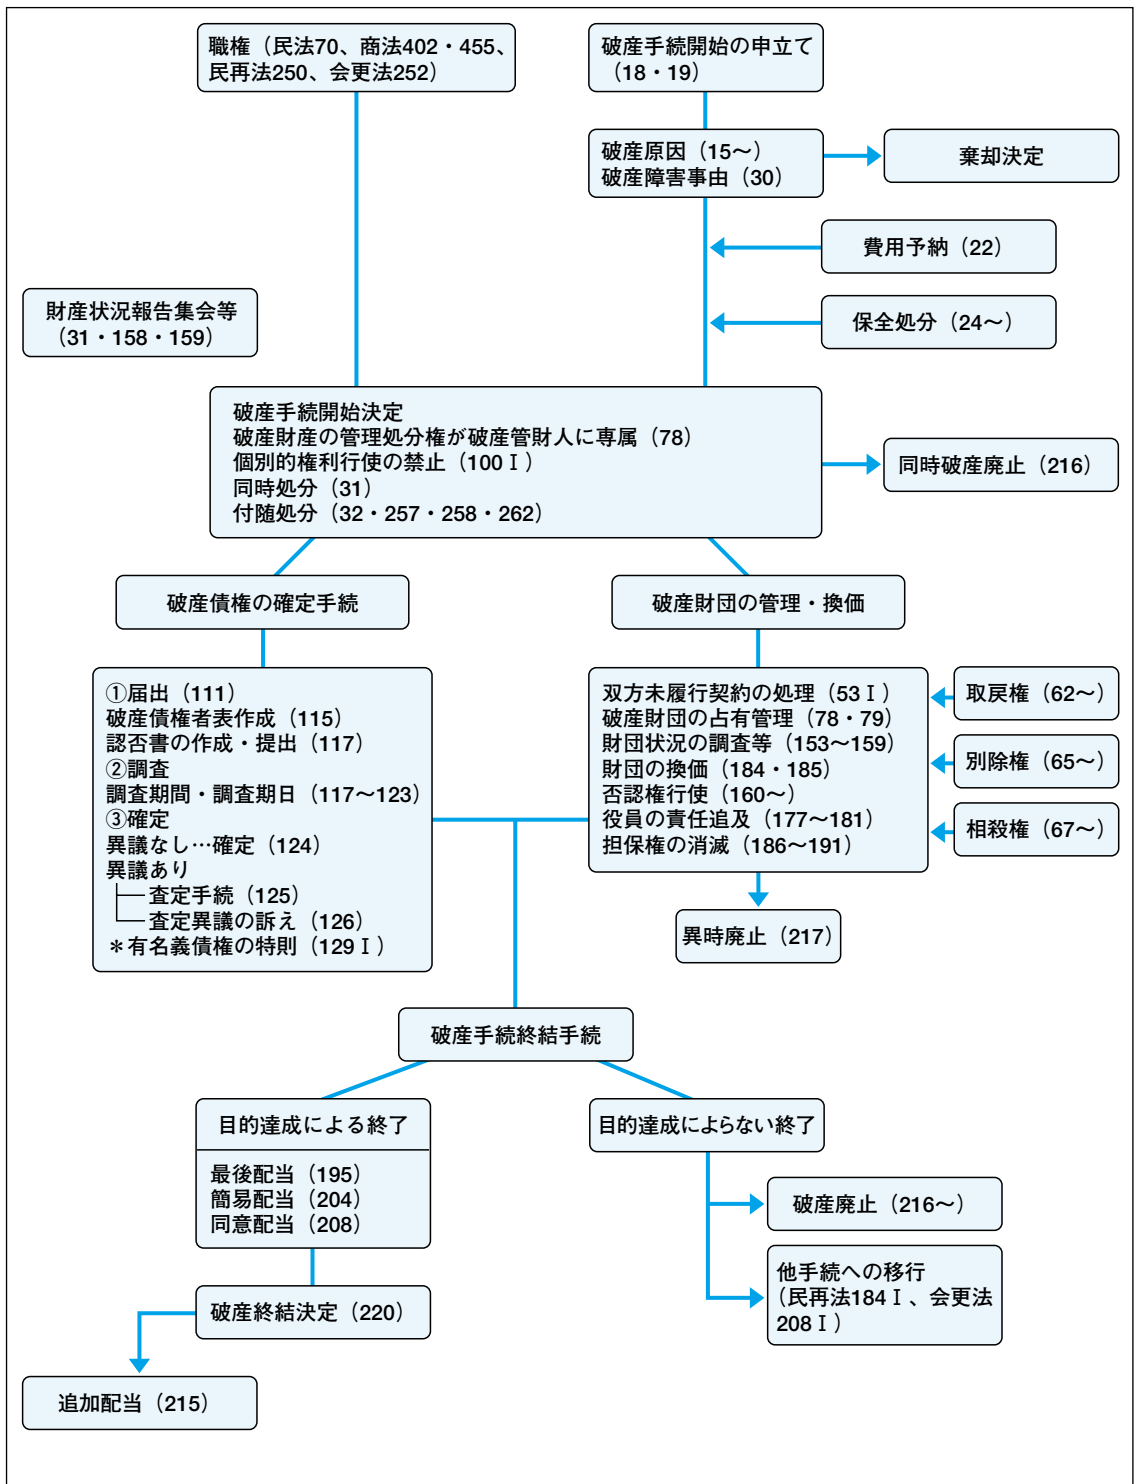 職権（民法70、商法402・455、
民再法250、会更法252）
破産手続開始の申立て
（18・19）
破産原因（15～）
破産障害事由（30）
棄却決定
費用予納（22）
財産状況報告集会等
（31・158・159）
保全処分（24～）
破産手続開始決定
破産財産の管理処分権が破産管財人に専属（78）
個別的権利行使の禁止（100Ⅰ）
同時処分（31）
付随処分（32・257・258・262）
同時破産廃止（216）
破産債権の確定手続
破産財団の管理・換価
①届出（111）
破産債権者表作成（115）
認否書の作成・提出（117）
②調査
調査期間・調査期日（117～123）
③確定
異議なし…確定（124）
異議あり
査定手続（125）
査定異議の訴え（126）
＊有名義債権の特則（129Ⅰ）
双方未履行契約の処理（53Ⅰ）
破産財団の占有管理（78・79）
財団状況の調査等（153～159）
財団の換価（184・185）
否認権行使（160～）
役員の責任追及（177～181）
担保権の消滅（186～191）
取戻権（62～）
別除権（65～）
相殺権（67～）
異時廃止（217）
破産手続終結手続
目的達成による終了
最後配当（195）
簡易配当（204）
同意配当（208）
目的達成によらない終了
破産廃止（216～）
他手続への移行
（民再法184Ⅰ、会更法
208Ⅰ）
破産終結決定（220）
追加配当（215）